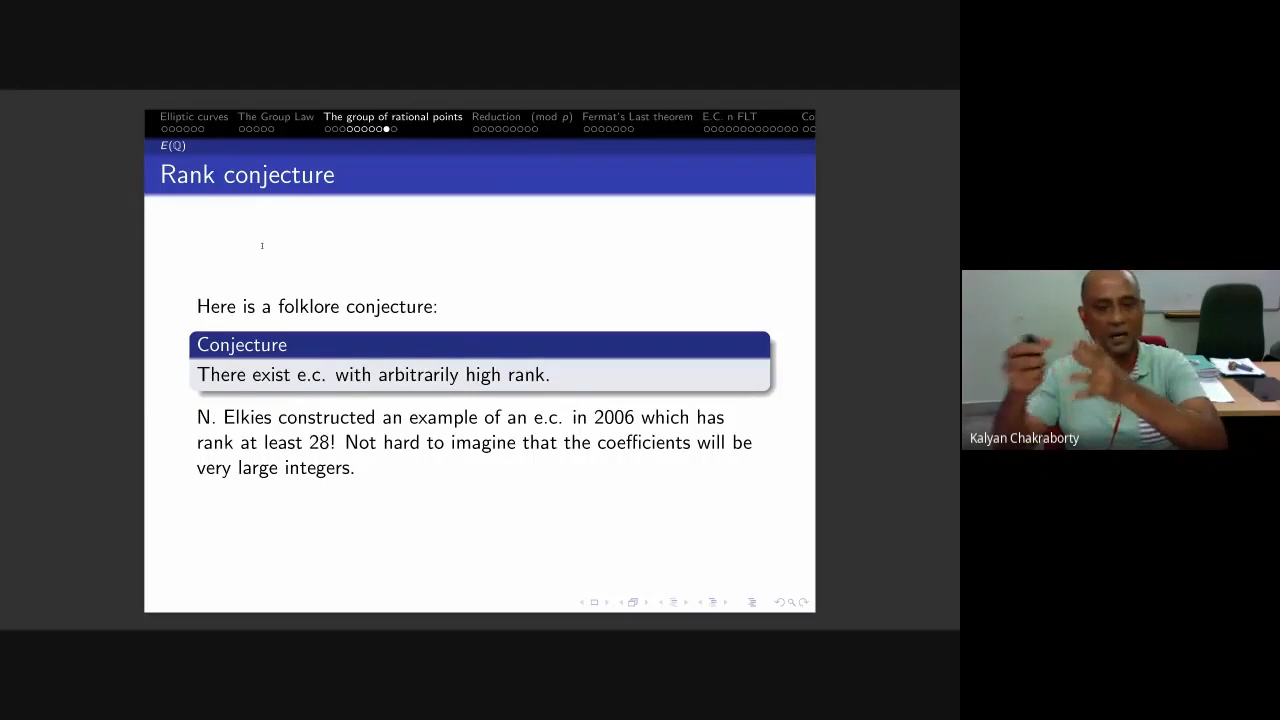 Elliptic curves The Group Law The group of rational points Reduction (mod p) Fermat's Last theorem E.C. n FLT Co
E(ℚ)
Rank conjecture
Here is a folklore conjecture:
Conjecture
There exist e.c. with arbitrarily high rank.
N. Elkies constructed an example of an e.c. in 2006 which has
rank at least 28! Not hard to imagine that the coefficients will be
very large integers.
Kalyan Chakraborty